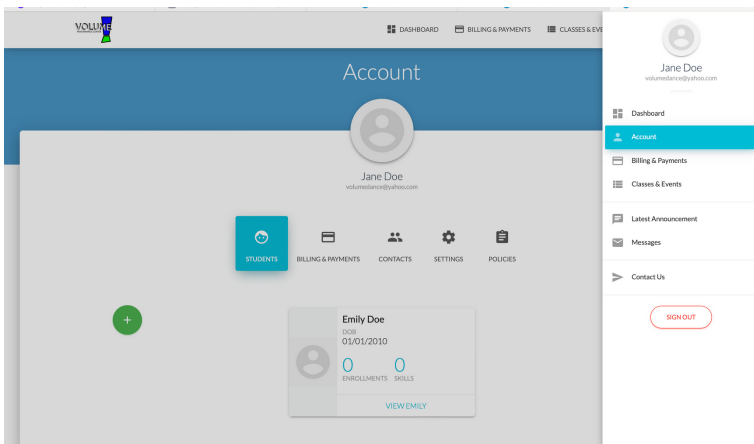 VOLUME
DASHBOARD
BILLING & PAYMENTS
CLASSES & EVE
Account
Jane Doe
volumedance@yahoo.com
STUDENTS
BILLING & PAYMENTS
CONTACTS
SETTINGS
POLICIES
Emily Doe
DOB
01/01/2010
0 0
ENROLLMENTS SKILLS
VIEW EMILY
Jane Doe
volumedance@yahoo.com
Dashboard
Account
Billing & Payments
Classes & Events
Latest Announcement
Messages
Contact Us
SIGN OUT